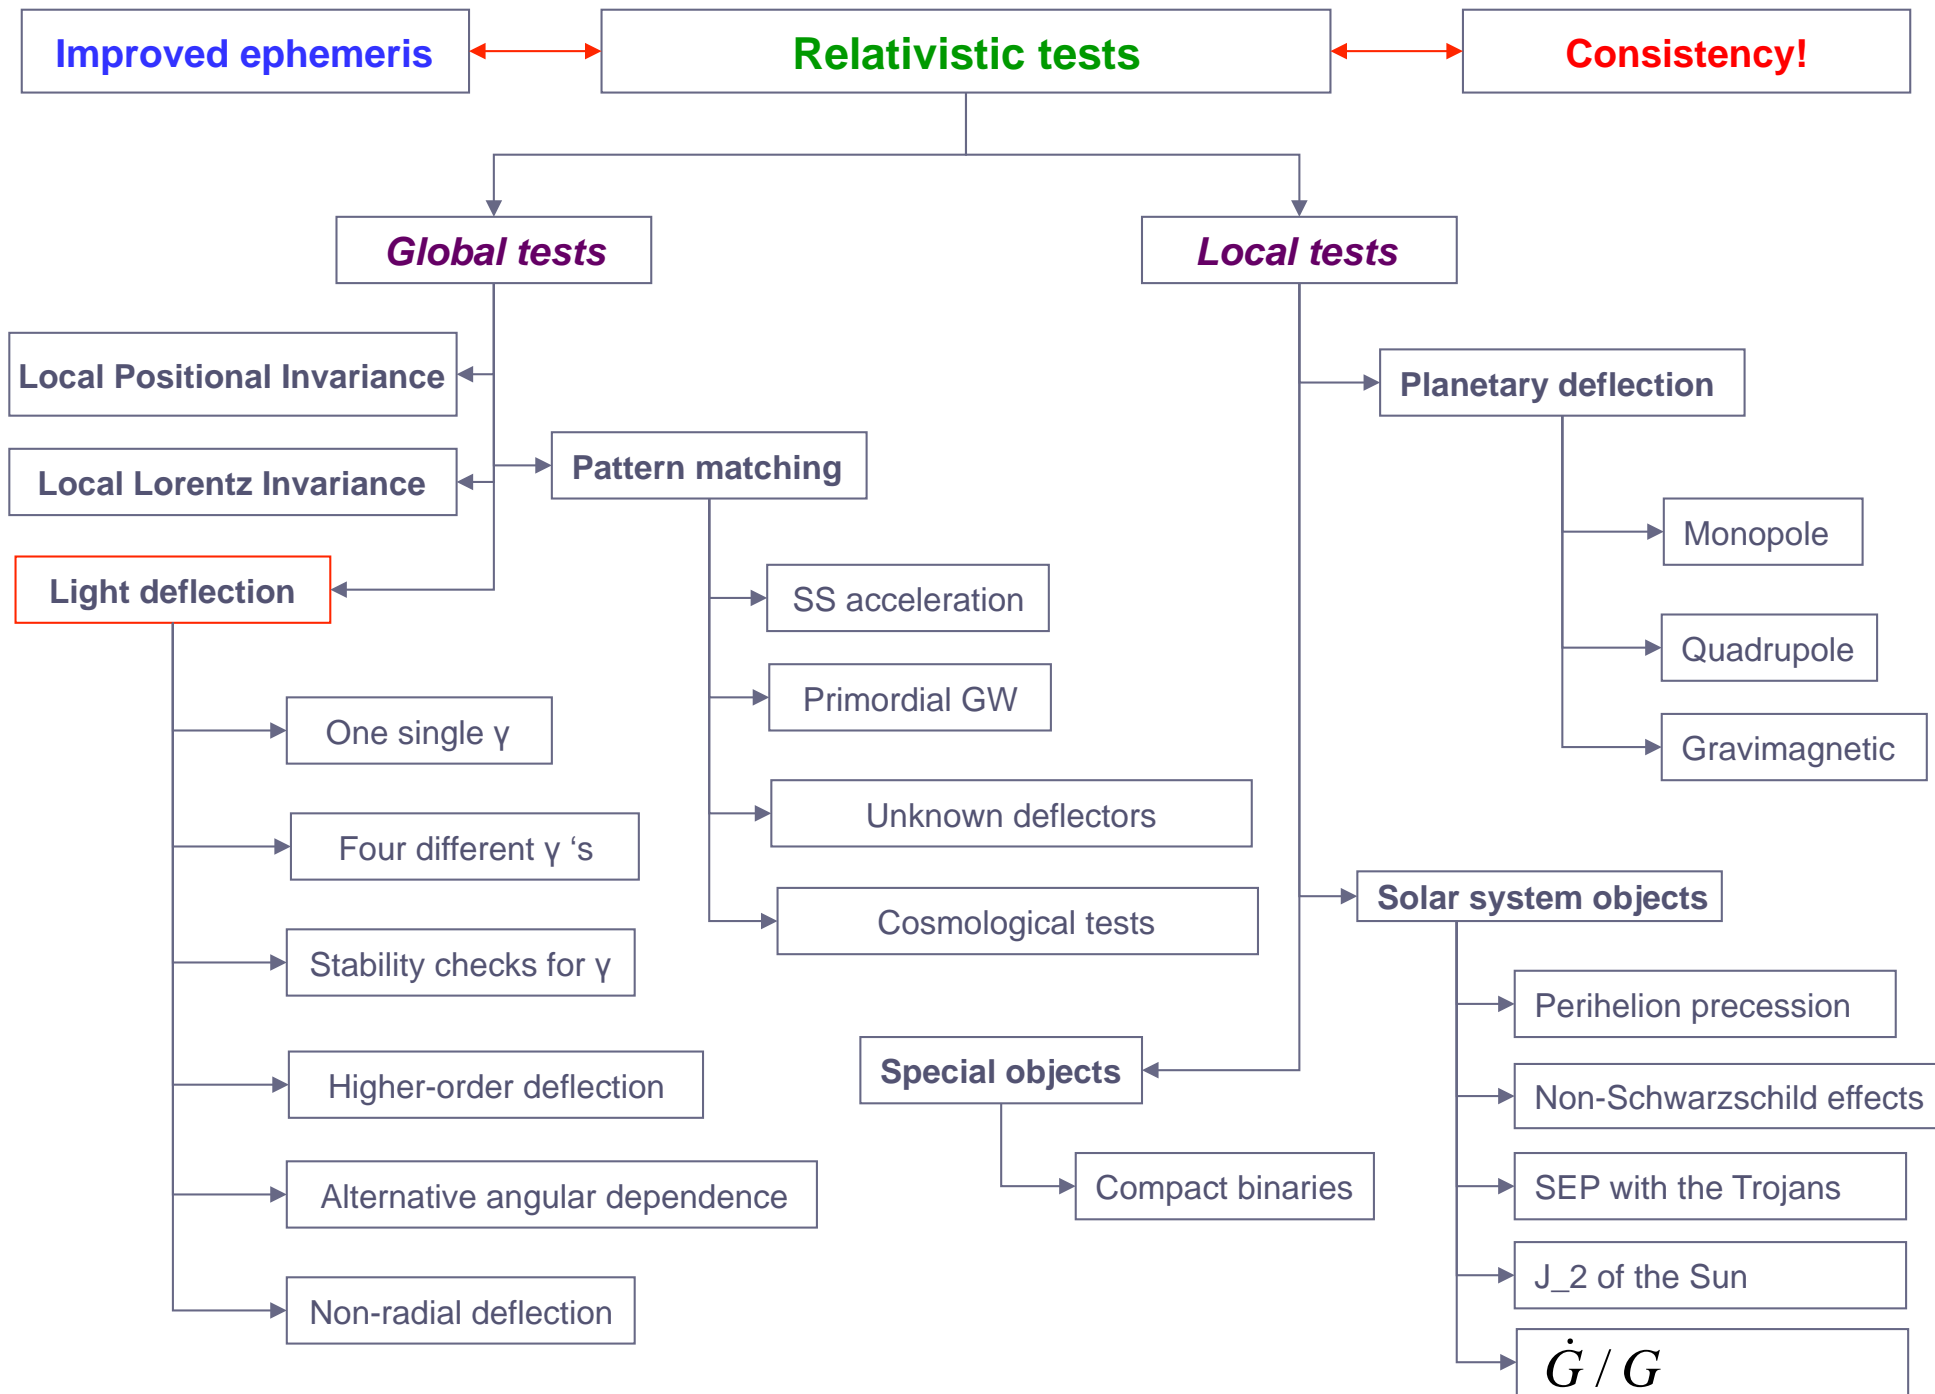 Improved ephemeris
Relativistic tests
Consistency!
Global tests
Local tests
Local Positional Invariance
Local Lorentz Invariance
Light deflection
One single γ
Four different γ ‘s
Stability checks for γ
Higher-order deflection
Alternative angular dependence
Non-radial deflection
Pattern matching
SS acceleration
Primordial GW
Unknown deflectors
Cosmological tests
Planetary deflection
Monopole
Quadrupole
Gravimagnetic
Solar system objects
Perihelion precession
Non-Schwarzschild effects
SEP with the Trojans
J_2 of the Sun
Ġ / G
Special objects
Compact binaries